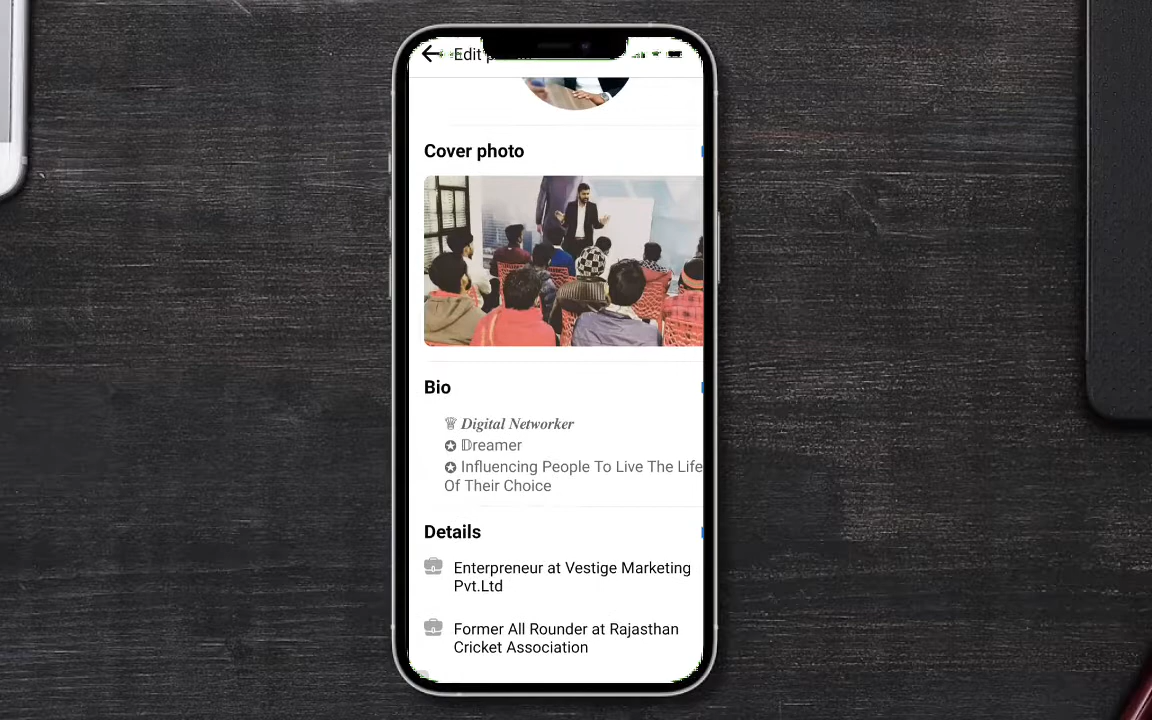 Edit
Cover photo
Bio
♕ 𝑫𝒊𝒈𝒊𝒕𝒂𝒍 𝑵𝒆𝒕𝒘𝒐𝒓𝒌𝒆𝒓
✪ 𝔻reamer
✪ Influencing People To Live The Life
Of Their Choice
Details
Enterpreneur at Vestige Marketing
Pvt.Ltd
Former All Rounder at Rajasthan
Cricket Association